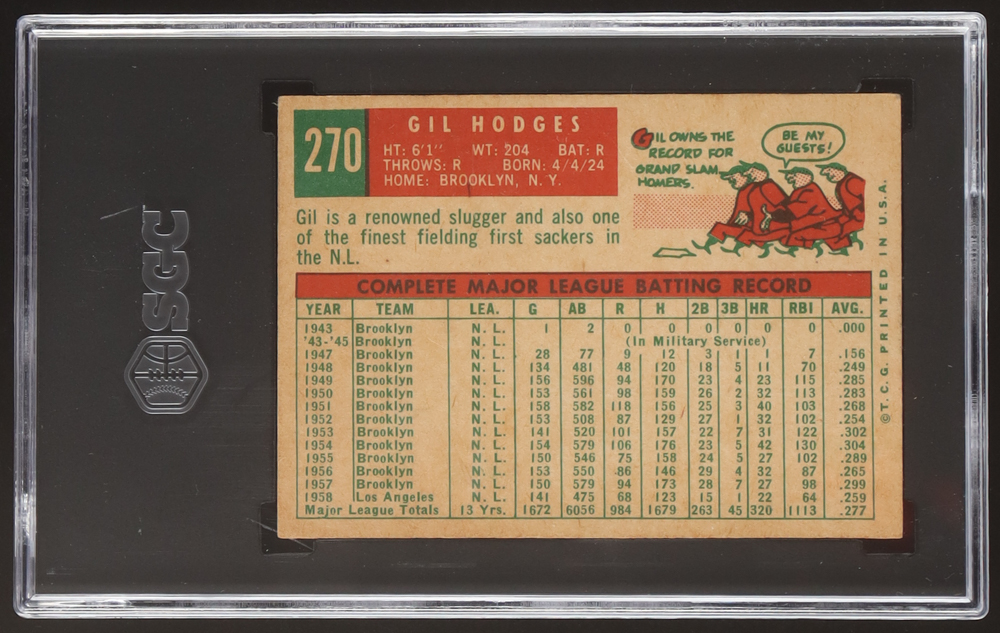 SGC
270
GIL HODGES
HT: 6'1" WT: 204 BAT: R
THROWS: R BORN: 4/4/24
HOME: BROOKLYN, N. Y.
GIL OWNS THE
RECORD FOR
GRAND SLAM
HOMERS.
BE MY
GUESTS!
Gil is a renowned slugger and also one
of the finest fielding first sackers in
the N.L.
COMPLETE MAJOR LEAGUE BATTING RECORD
YEAR TEAM LEA. G AB R H 2B 3B HR RBI AVG.
1943 Brooklyn N. L. 1 2 0 0 0 0 0 0 .000
'43-'45 Brooklyn N. L. (In Military Service)
1947 Brooklyn N. L. 28 77 9 12 3 1 1 7 .156
1948 Brooklyn N. L. 134 481 48 120 18 5 11 70 .249
1949 Brooklyn N. L. 156 596 94 170 23 4 23 115 .285
1950 Brooklyn N. L. 153 561 98 159 26 2 32 113 .283
1951 Brooklyn N. L. 158 582 118 156 25 3 40 103 .268
1952 Brooklyn N. L. 153 508 87 129 27 1 32 102 .254
1953 Brooklyn N. L. 141 520 101 157 22 7 31 122 .302
1954 Brooklyn N. L. 154 579 106 176 23 5 42 130 .304
1955 Brooklyn N. L. 150 546 75 158 24 5 27 102 .289
1956 Brooklyn N. L. 153 550 86 146 29 4 32 87 .265
1957 Brooklyn N. L. 150 579 94 173 28 7 27 98 .299
1958 Los Angeles N. L. 141 475 68 123 15 1 22 64 .259
Major League Totals 13 Yrs. 1672 6056 984 1679 263 45 320 1113 .277
©T. C. G. PRINTED IN U.S.A.